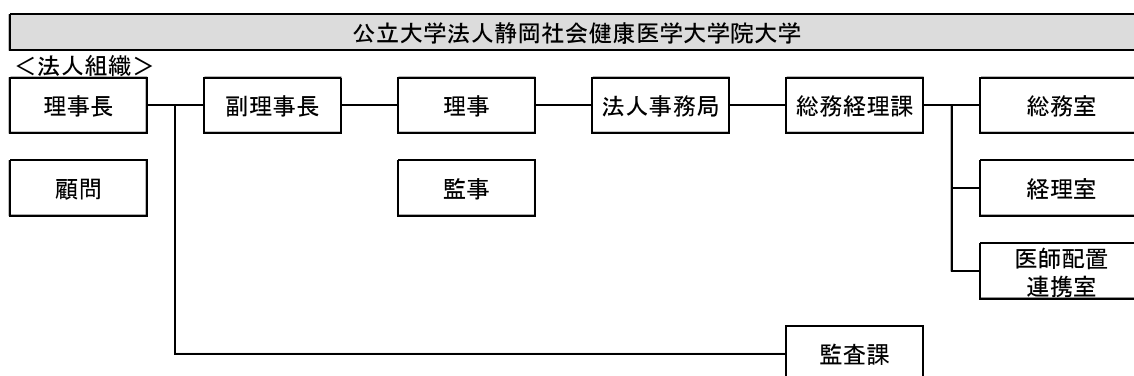 公立大学法人静岡社会健康医学大学院大学
＜法人組織＞
理事長
副理事長
理事
法人事務局
総務経理課
総務室
顧問
監事
経理室
医師配置
連携室
監査課